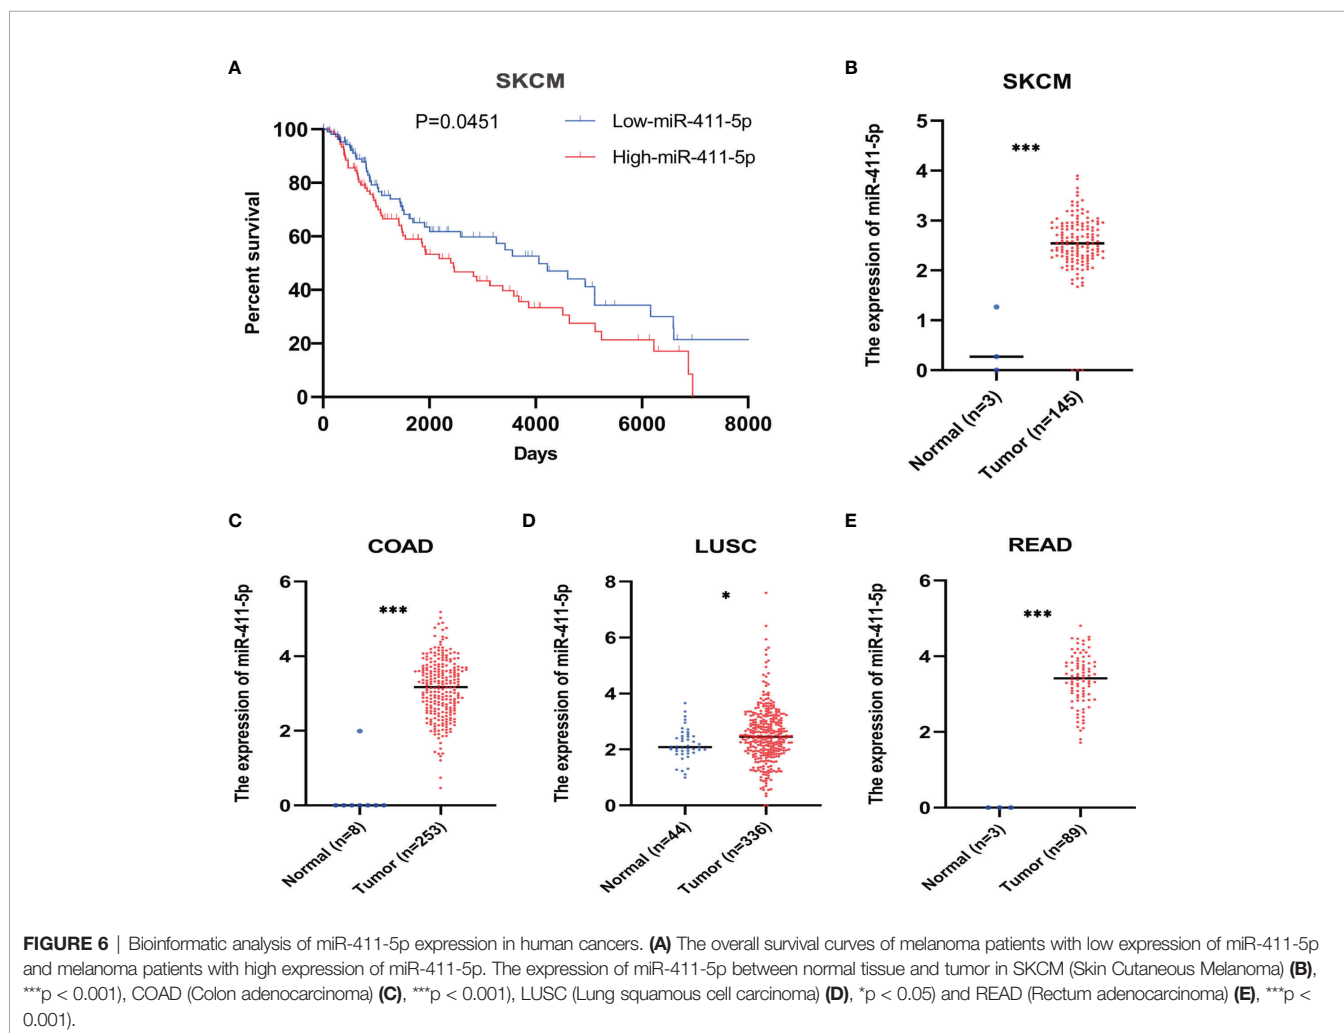 A
SKCM
P=0.0451
Low-miR-411-5p
High-miR-411-5p
Percent survival
100
80
60
40
20
0
0 2000 4000 6000 8000
Days
B
SKCM
The expression of miR-411-5p
5
4
3
2
1
0
***
Normal (n=3)
Tumor (n=145)
C
COAD
The expression of miR-411-5p
6
4
2
0
***
Normal (n=8)
Tumor (n=253)
D
LUSC
The expression of miR-411-5p
8
6
4
2
0
*
Normal (n=44)
Tumor (n=336)
E
READ
The expression of miR-411-5p
6
4
2
0
***
Normal (n=3)
Tumor (n=89)
FIGURE 6 | Bioinformatic analysis of miR-411-5p expression in human cancers. (A) The overall survival curves of melanoma patients with low expression of miR-411-5p
and melanoma patients with high expression of miR-411-5p. The expression of miR-411-5p between normal tissue and tumor in SKCM (Skin Cutaneous Melanoma) (B),
***p < 0.001), COAD (Colon adenocarcinoma) (C), ***p < 0.001), LUSC (Lung squamous cell carcinoma) (D), *p < 0.05) and READ (Rectum adenocarcinoma) (E), ***p <
0.001).